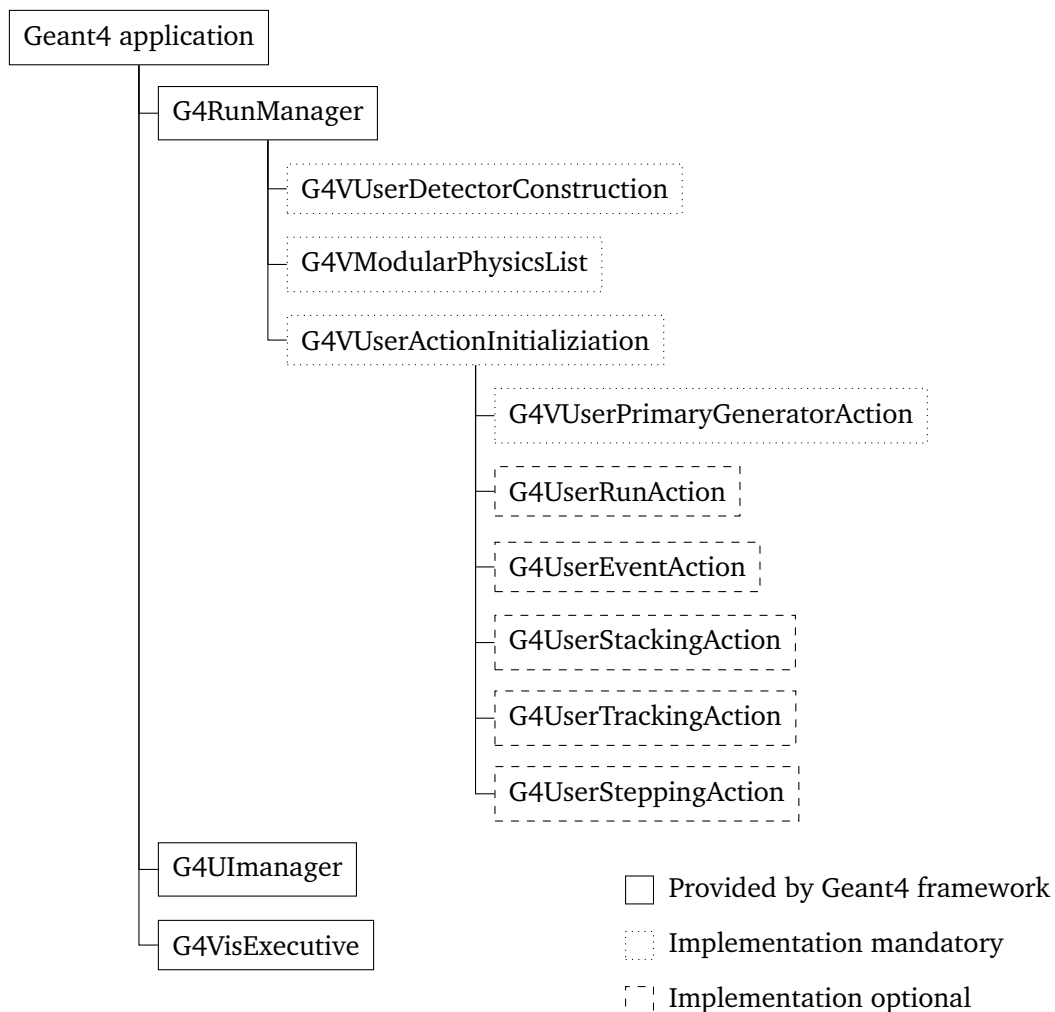 Geant4 application
G4RunManager
G4VUserDetectorConstruction
G4VModularPhysicsList
G4VUserActionInitializiation
G4VUserPrimaryGeneratorAction
G4UserRunAction
G4UserEventAction
G4UserStackingAction
G4UserTrackingAction
G4UserSteppingAction
G4UImanager
G4VisExecutive
Provided by Geant4 framework
Implementation mandatory
Implementation optional